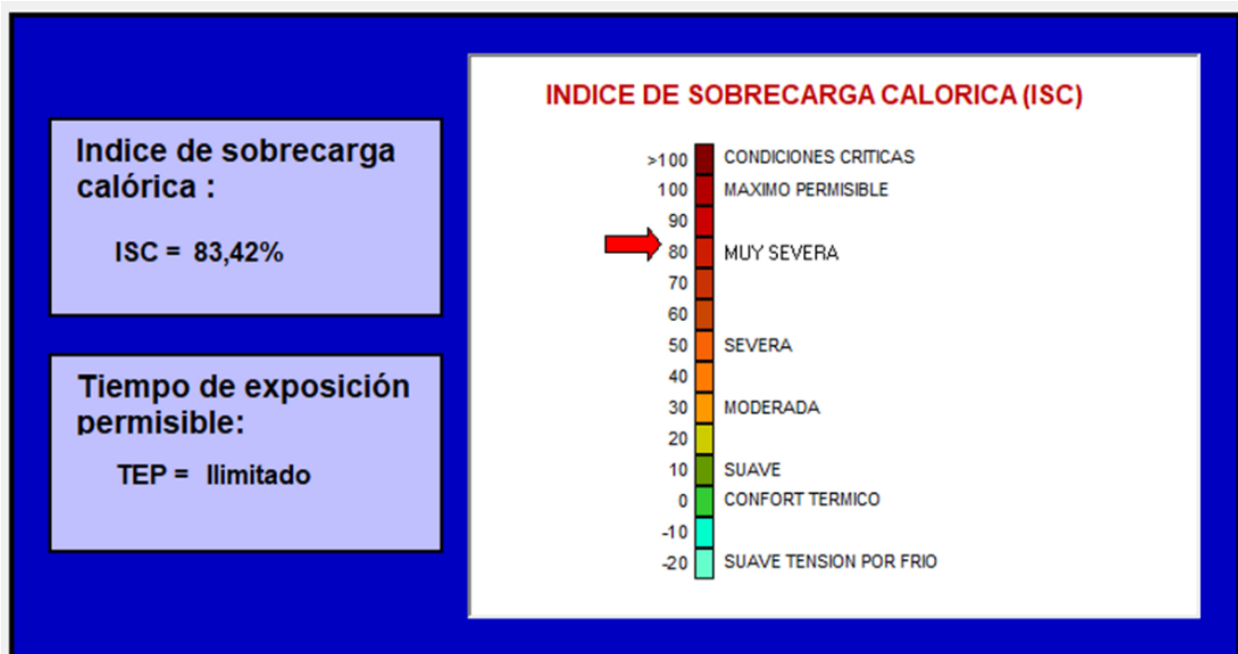 Indice de sobrecarga
calórica :
ISC = 83,42%
Tiempo de exposición
permisible:
TEP = Ilimitado
INDICE DE SOBRECARGA CALORICA (ISC)
>100 CONDICIONES CRITICAS
100 MAXIMO PERMISIBLE
90
80 MUY SEVERA
70
60
50 SEVERA
40
30 MODERADA
20
10 SUAVE
0 CONFORT TERMICO
-10
-20 SUAVE TENSION POR FRIO